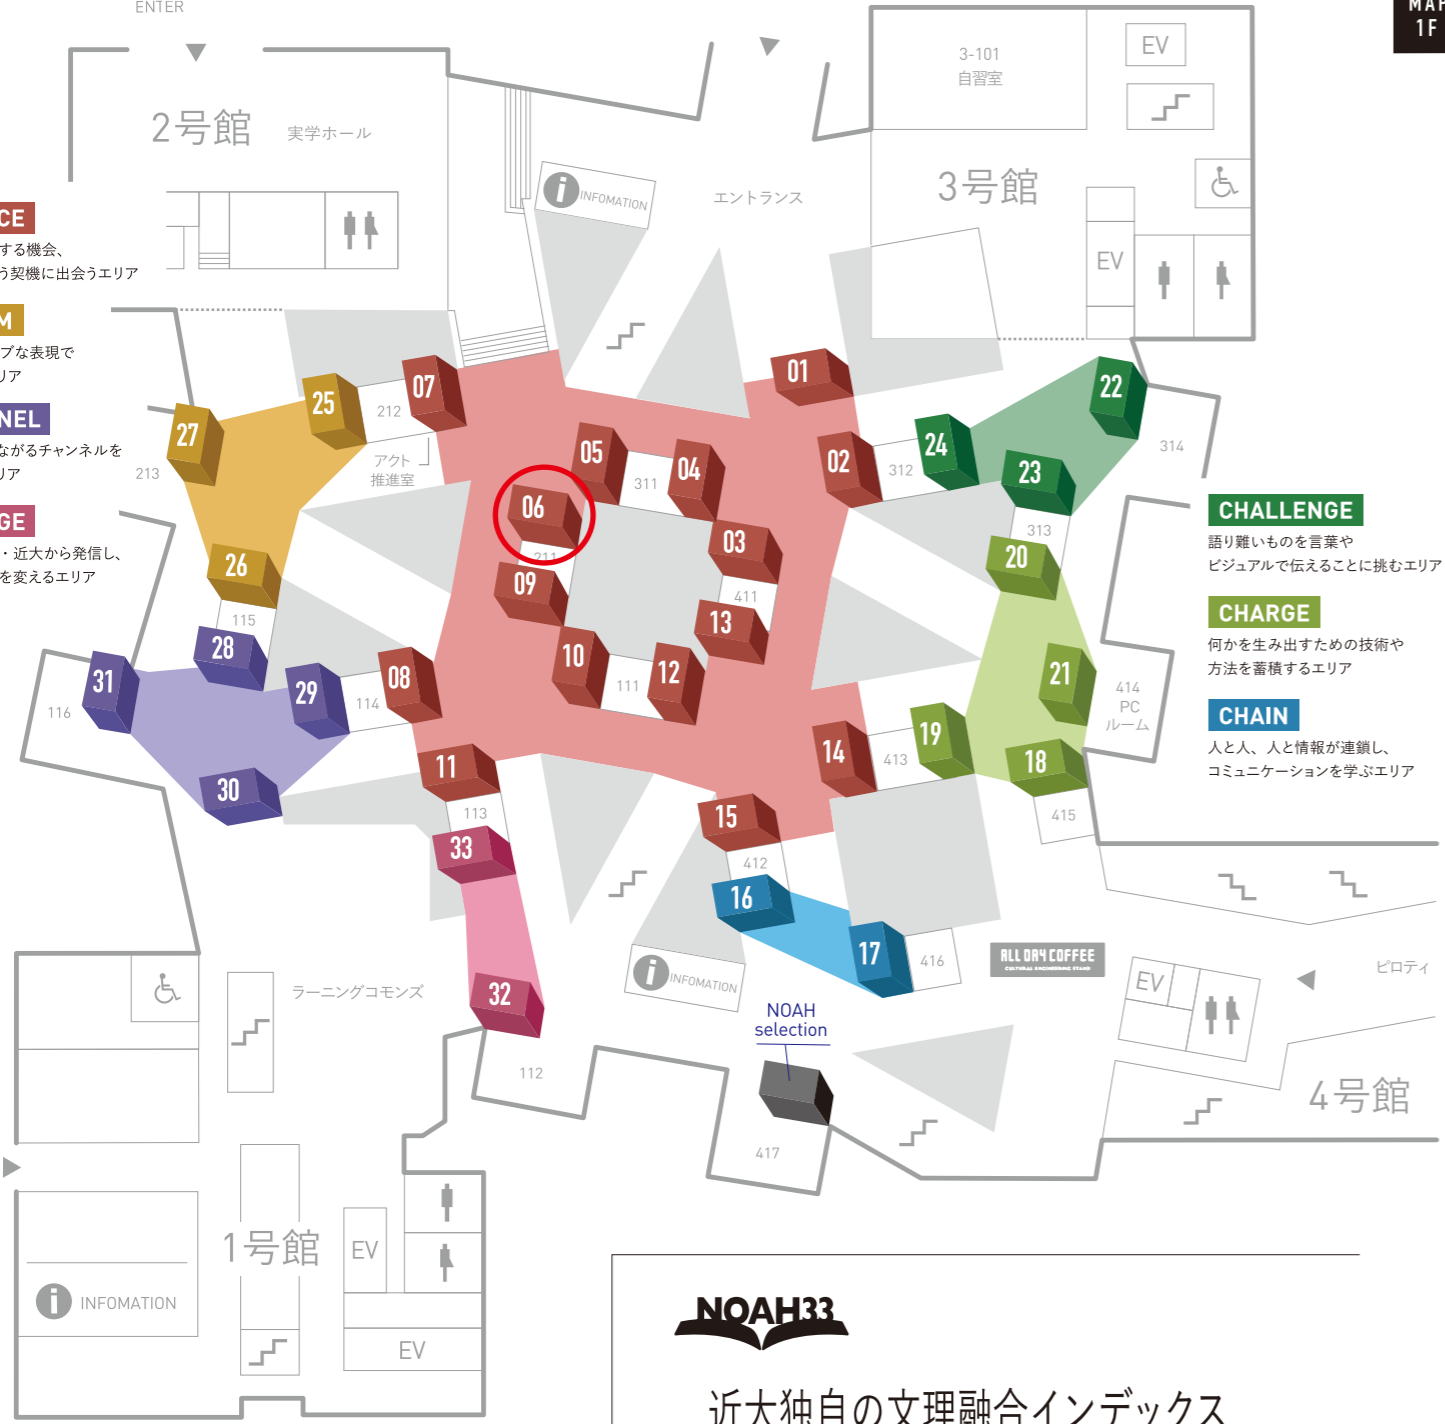 ENTER
MAP
1F
2号館
実学ホール
INFOMATION
エントランス
3-101
自習室
EV
3号館
EV
CE
する機会、
う契機に出会うエリア
M
ブな表現で
リア
NEL
ながるチャンネルを
リア
GE
・近大から発信し、
を変えるエリア
01
02
03
04
05
06
07
08
09
10
11
12
13
14
15
16
17
18
19
20
21
22
23
24
25
26
27
28
29
30
31
32
33
212
213
アクト
推進室
311
211
411
111
312
313
314
115
116
114
113
112
412
413
414
PC
ルーム
415
416
417
CHALLENGE
語り難いものを言葉や
ビジュアルで伝えることに挑むエリア
CHARGE
何かを生み出すための技術や
方法を蓄積するエリア
CHAIN
人と人、人と情報が連鎖し、
コミュニケーションを学ぶエリア
ALL DAY COFFEE
CULTURAL ENGINEERING STAND
INFOMATION
NOAH
selection
ラーニングコモンズ
EV
ピロティ
4号館
1号館
EV
INFOMATION
EV
NOAH33
近大独自の文理融合インデックス